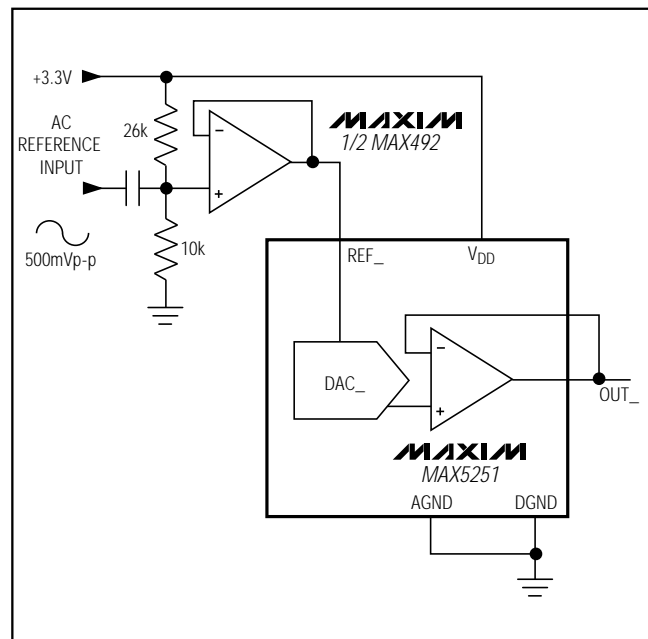 +3.3V
AC
REFERENCE
INPUT
500mVp-p
26k
10k
−
+
MAXIM
1/2 MAX492
REF_
VDD
DAC_
−
+
OUT_
MAXIM
MAX5251
AGND
DGND